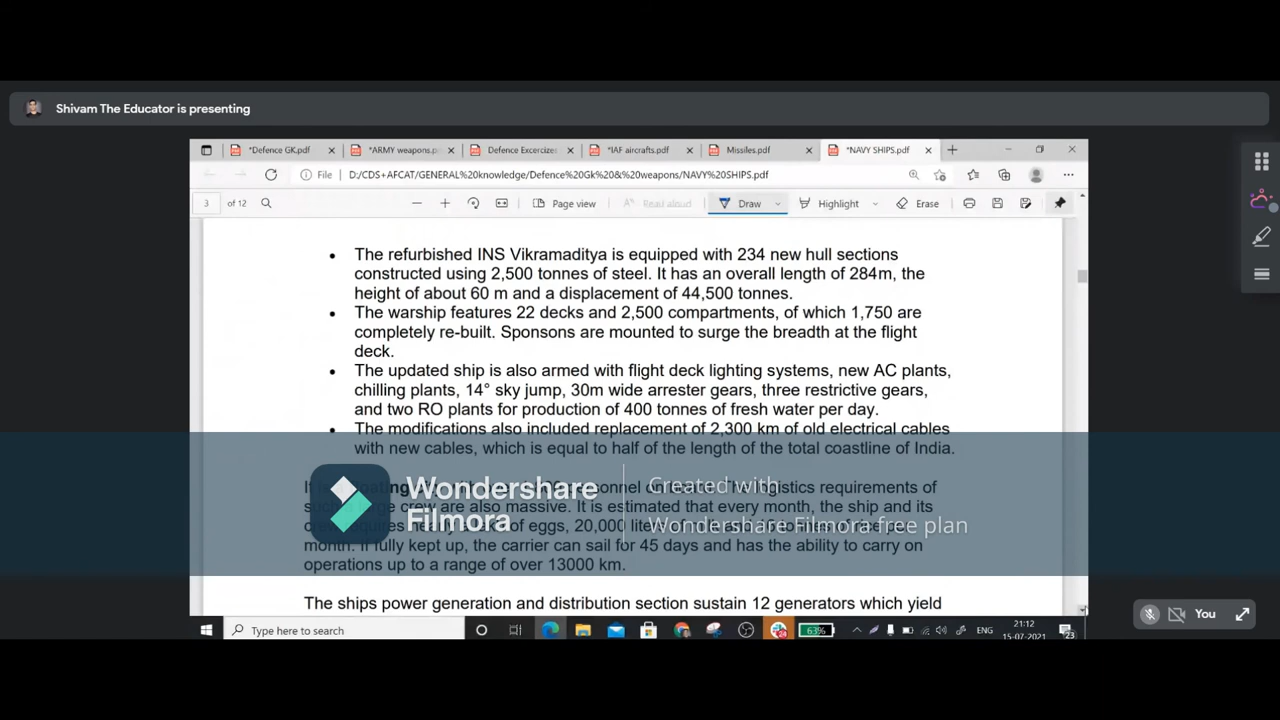 Shivam The Educator is presenting
*Defence GK.pdf
*ARMY weapons.p
Defence Excercize
*IAF aircrafts.pdf
Missiles.pdf
*NAVY SHIPS.pdf
File D:/CDS+AFCAT/GENERAL%20knowledge/Defence%20Gk%20&%20weapons/NAVY%20SHIPS.pdf
3 of 12
Page view
Read aloud
Draw
Highlight
Erase
• The refurbished INS Vikramaditya is equipped with 234 new hull sections
constructed using 2,500 tonnes of steel. It has an overall length of 284m, the
height of about 60 m and a displacement of 44,500 tonnes.
• The warship features 22 decks and 2,500 compartments, of which 1,750 are
completely re-built. Sponsons are mounted to surge the breadth at the flight
deck.
• The updated ship is also armed with flight deck lighting systems, new AC plants,
chilling plants, 14° sky jump, 30m wide arrester gears, three restrictive gears,
and two RO plants for production of 400 tonnes of fresh water per day.
• The modifications also included replacement of 2,300 km of old electrical cables
with new cables, which is equal to half of the length of the total coastline of India.
It personnel on logistics requirements of
crew are also massive. It is estimated that every month, the ship and its
of eggs, 20,000
month. If fully kept up, the carrier can sail for 45 days and has the ability to carry on
operations up to a range of over 13000 km.
Wondershare
Filmora
Created with
Wondershare Filmora free plan
The ships power generation and distribution section sustain 12 generators which yield
You
Type here to search
63%
ENG
21:12
15-07-2021
23